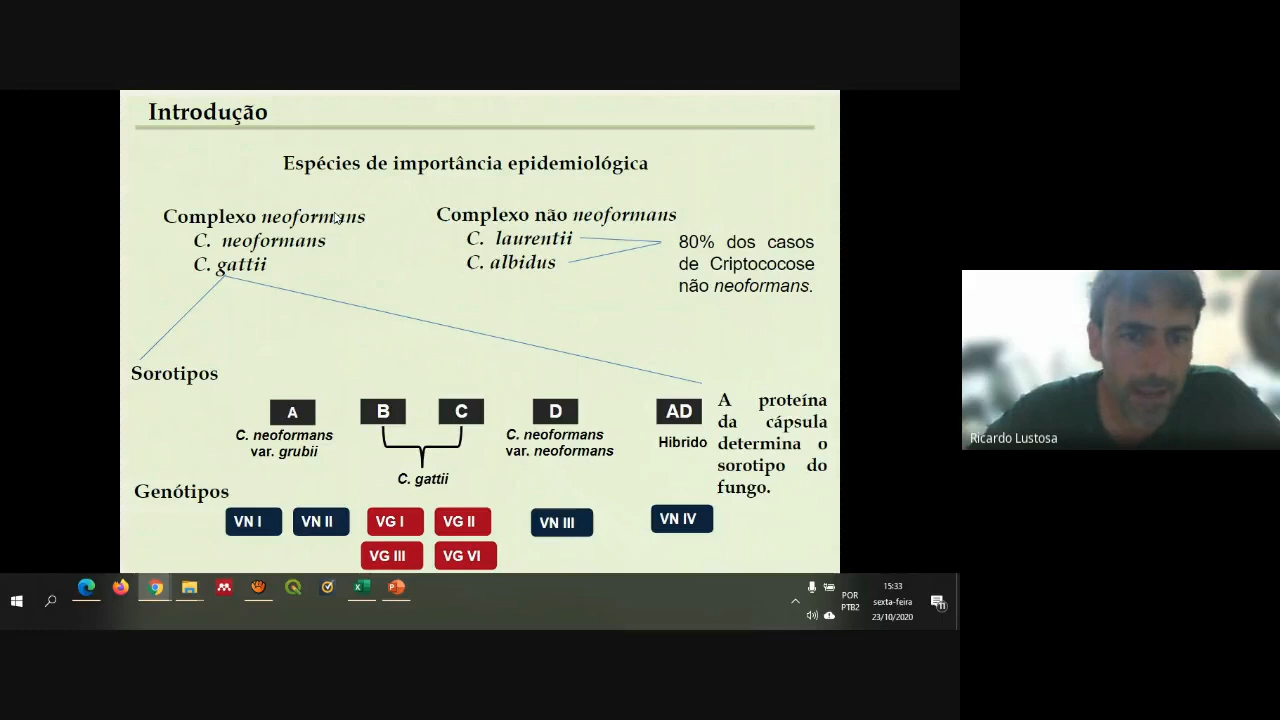 Introdução
Espécies de importância epidemiológica
Complexo neoformans
C. neoformans
C. gattii
Complexo não neoformans
C. laurentii
C. albidus
80% dos casos
de Criptococose
não neoformans.
Sorotipos
A
B
C
D
AD
C. neoformans
var. grubii
C. gattii
C. neoformans
var. neoformans
Hibrido
A proteína
da cápsula
determina o
sorotipo do
fungo.
Genótipos
VN I
VN II
VG I
VG II
VN III
VN IV
VG III
VG VI
POR
PTB2
15:33
sexta-feira
23/10/2020
11
Ricardo Lustosa